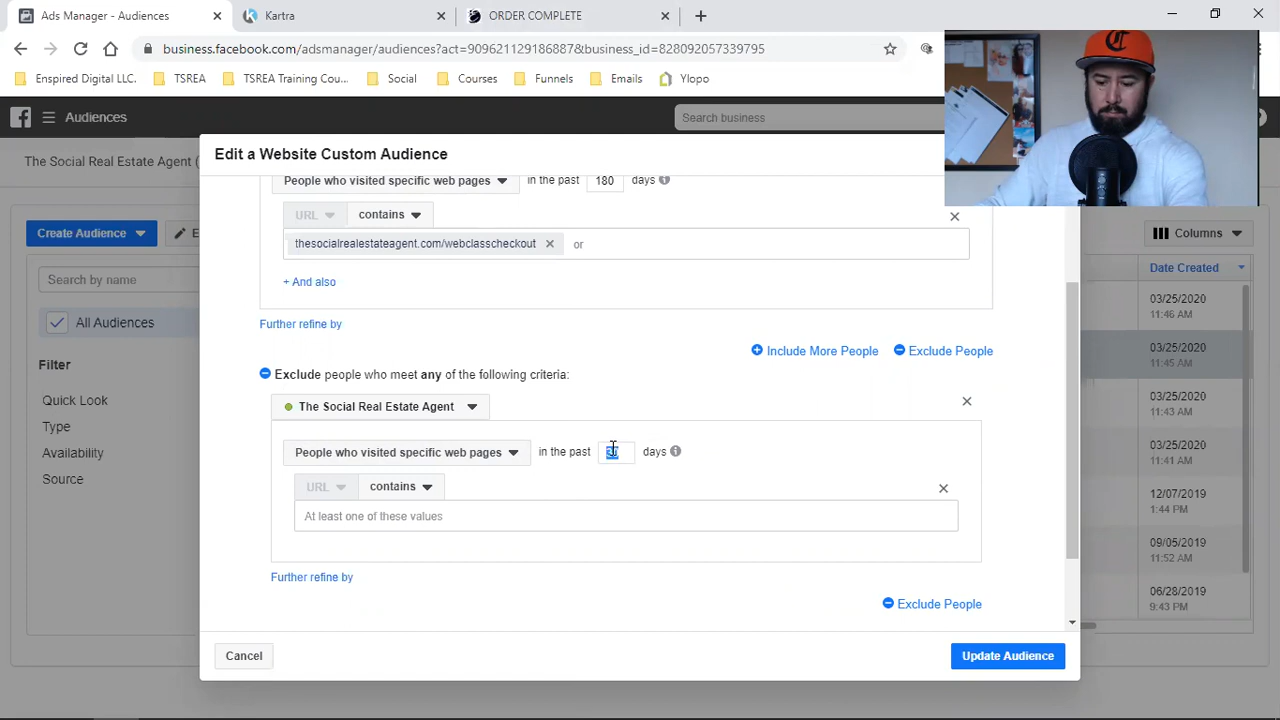 Ads Manager - Audiences
Kartra
ORDER COMPLETE
business.facebook.com/adsmanager/audiences?act=909621129186887&business_id=828092057339795
Enspired Digital LLC.
TSREA
TSREA Training Cou...
Social
Courses
Funnels
Emails
Ylopo
Audiences
Search business
The Social Real Estate Agent (
Create Audience
E
Columns
Search by name
Date Created
All Audiences
Filter
Quick Look
Type
Availability
Source
03/25/2020
11:46 AM
03/25/2020
11:45 AM
03/25/2020
11:43 AM
03/25/2020
11:41 AM
12/07/2019
1:44 PM
09/05/2019
11:52 AM
06/28/2019
9:43 PM
Edit a Website Custom Audience
People who visited specific web pages in the past 180 days
URL contains
thesocialrealestateagent.com/webclasscheckout or
+ And also
Further refine by
Include More People Exclude People
Exclude people who meet any of the following criteria:
The Social Real Estate Agent
People who visited specific web pages in the past days
URL contains
At least one of these values
Further refine by
Exclude People
Cancel
Update Audience